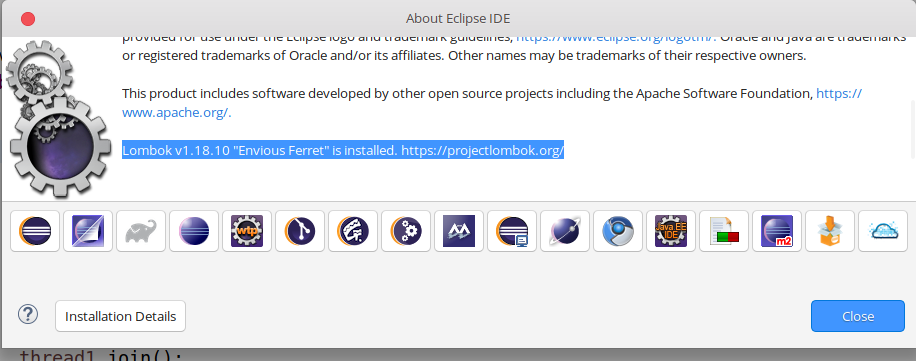 About Eclipse IDE
provided for use under the Eclipse logo and trademark guidelines, https://www.eclipse.org/logotm/. Oracle and Java are trademarks
or registered trademarks of Oracle and/or its affiliates. Other names may be trademarks of their respective owners.
This product includes software developed by other open source projects including the Apache Software Foundation, https://
www.apache.org/.
Lombok v1.18.10 "Envious Ferret" is installed. https://projectlombok.org/
wtp
Java EE
IDE
m2
?
Installation Details
Close
thread1.join();